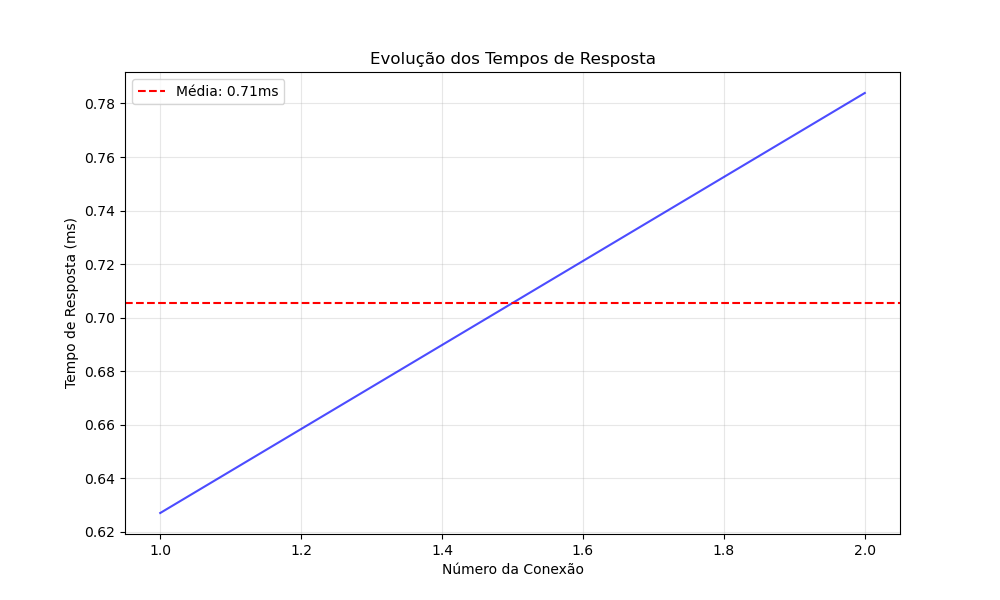 Evolução dos Tempos de Resposta
Média: 0.71ms
Tempo de Resposta (ms)
0.78
0.76
0.74
0.72
0.70
0.68
0.66
0.64
0.62
1.0 1.2 1.4 1.6 1.8 2.0
Número da Conexão